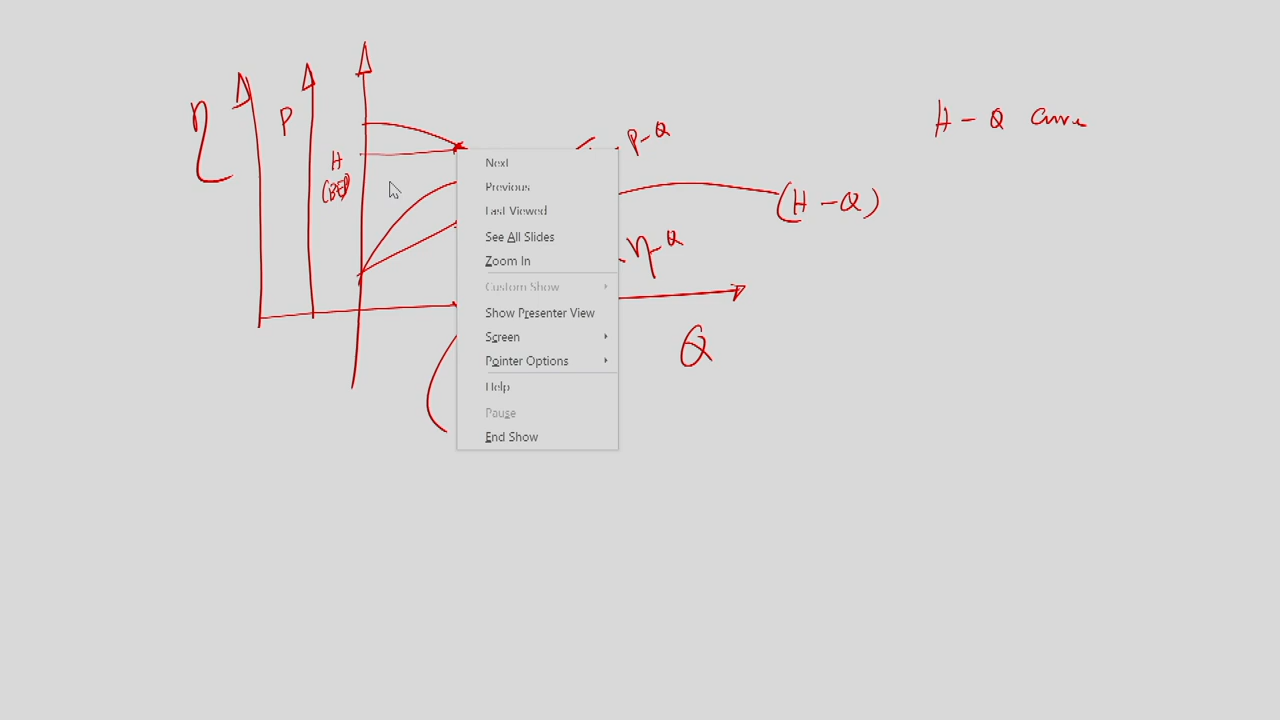 η
P
H
(BEP)
P-Q
(H-Q)
η-Q
Q
H-Q curve
Next
Previous
Last Viewed
See All Slides
Zoom In
Custom Show
Show Presenter View
Screen
Pointer Options
Help
Pause
End Show